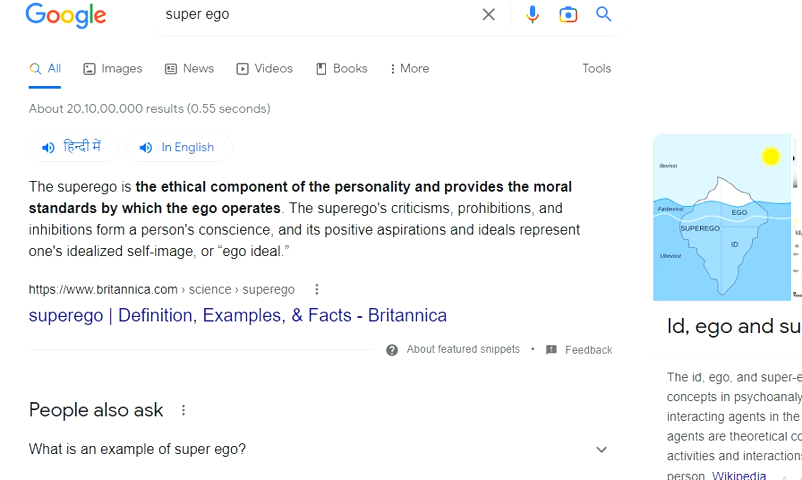 Google
super ego
All Images News Videos Books More Tools
About 20,10,00,000 results (0.55 seconds)
हिन्दी में In English
The superego is the ethical component of the personality and provides the moral
standards by which the ego operates. The superego's criticisms, prohibitions, and
inhibitions form a person's conscience, and its positive aspirations and ideals represent
one's idealized self-image, or “ego ideal.”
https://www.britannica.com › science › superego
superego | Definition, Examples, & Facts - Britannica
About featured snippets • Feedback
People also ask
What is an example of super ego?
EGO
SUPEREGO
ID
Id, ego and su
The id, ego, and super-e
concepts in psychoanaly
interacting agents in the
agents are theoretical co
activities and interactions
person. Wikipedia